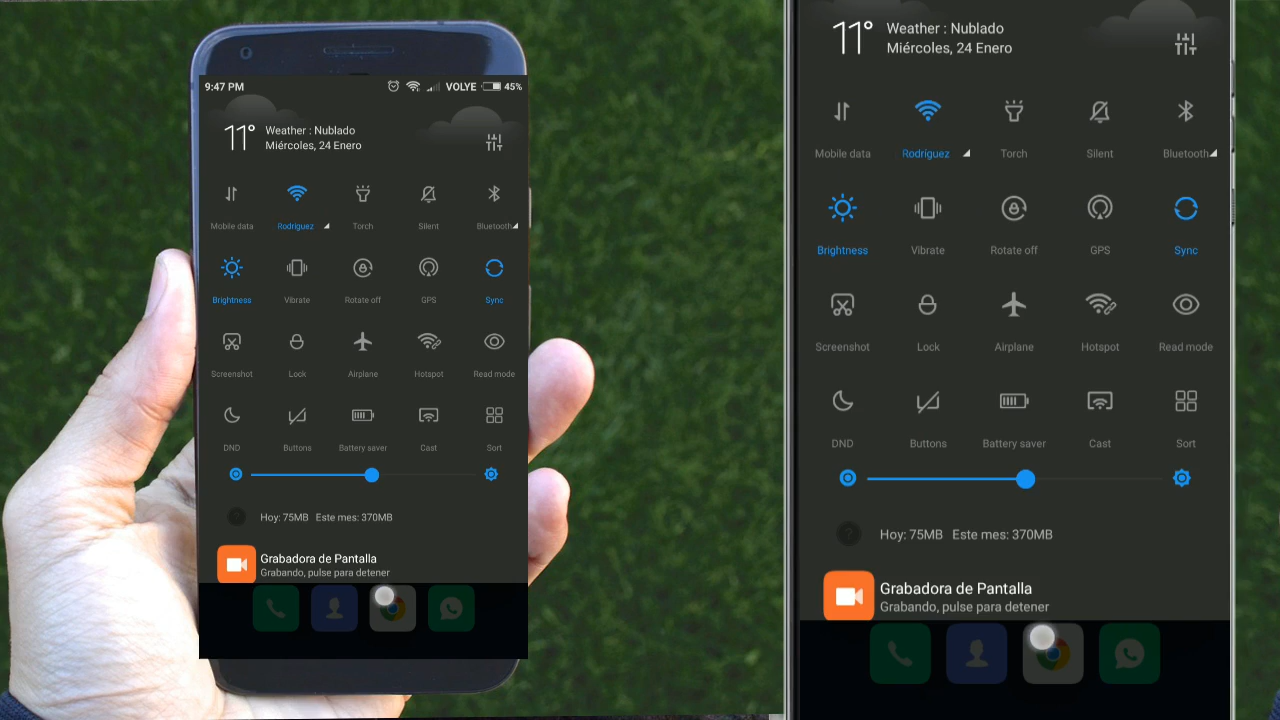 9:47 PM VOLYE 45%
11° Weather : Nublado
Miércoles, 24 Enero
Mobile data Rodríguez Torch Silent Bluetooth
Brightness Vibrate Rotate off GPS Sync
Screenshot Lock Airplane Hotspot Read mode
DND Buttons Battery saver Cast Sort
Hoy: 75MB Este mes: 370MB
Grabadora de Pantalla
Grabando, pulse para detener
11° Weather : Nublado
Miércoles, 24 Enero
Mobile data Rodríguez Torch Silent Bluetooth
Brightness Vibrate Rotate off GPS Sync
Screenshot Lock Airplane Hotspot Read mode
DND Buttons Battery saver Cast Sort
Hoy: 75MB Este mes: 370MB
Grabadora de Pantalla
Grabando, pulse para detener